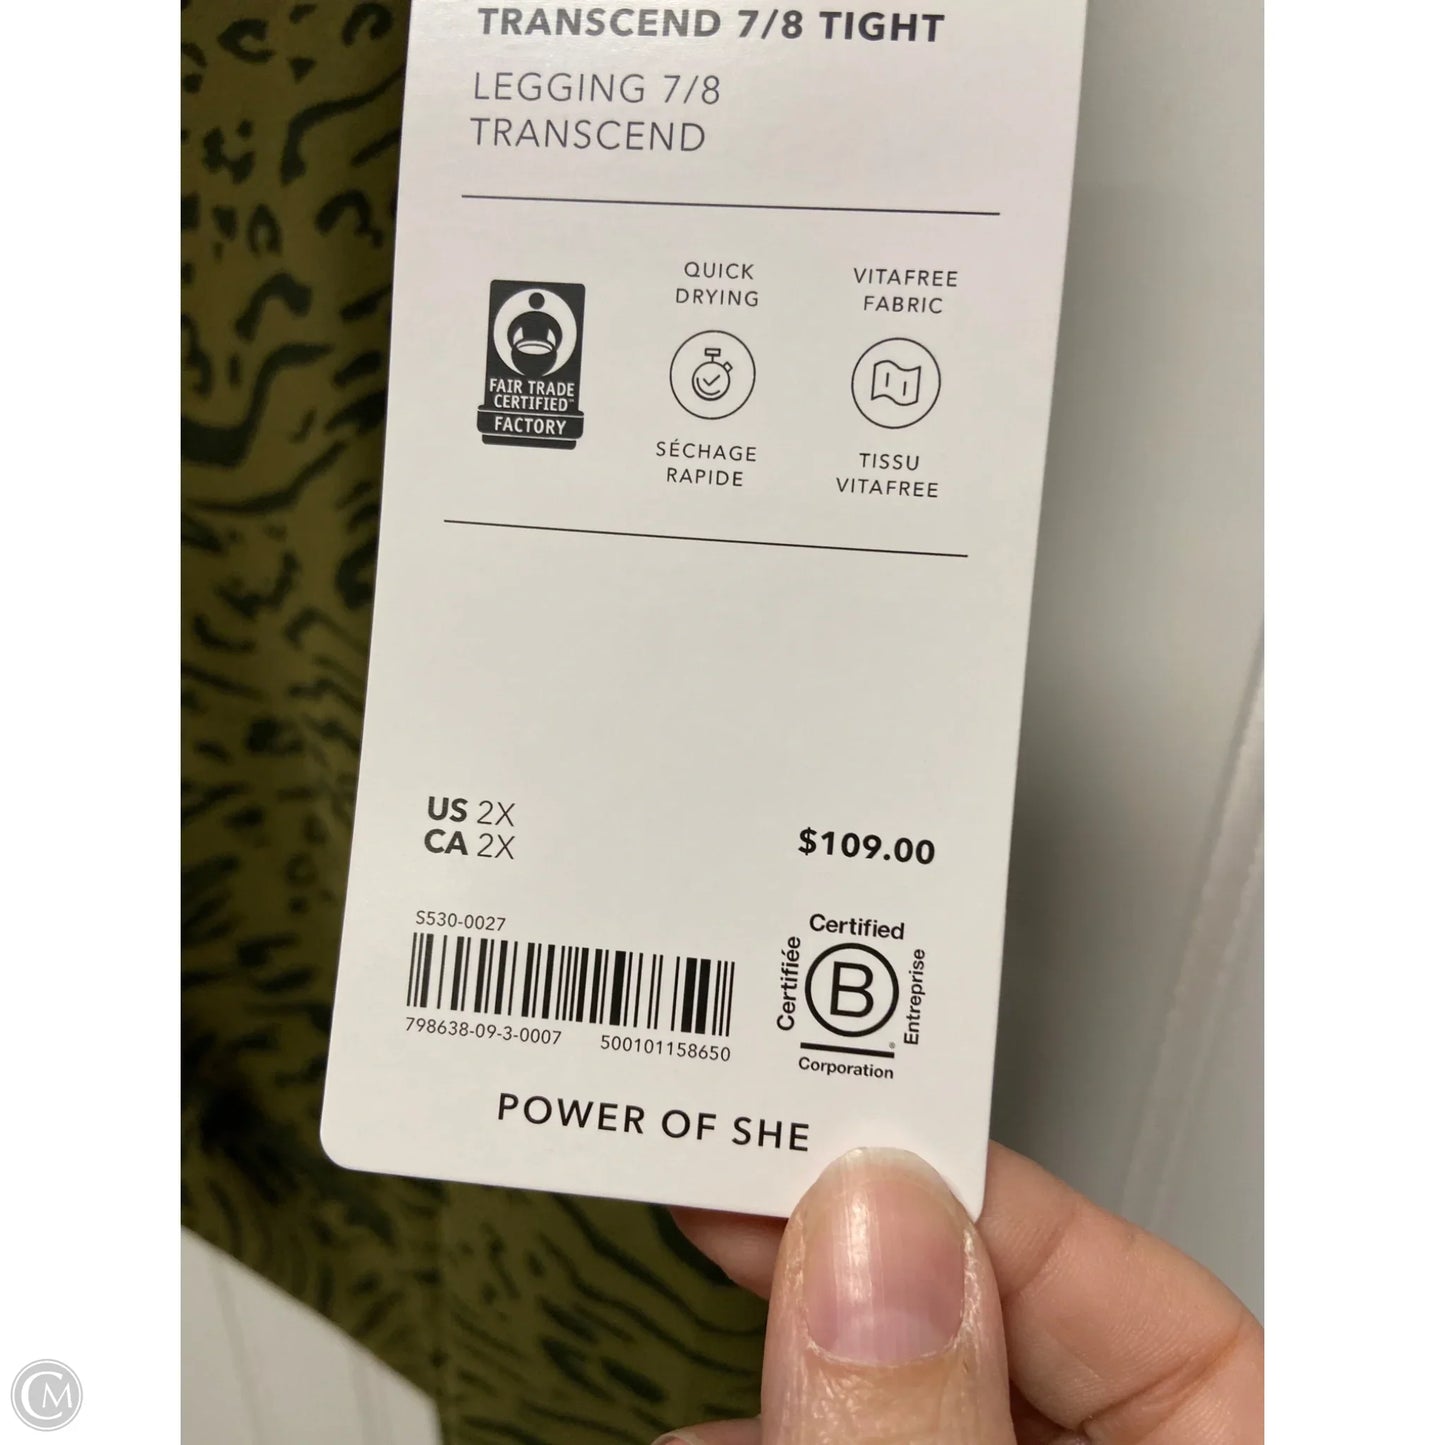 TRANSCEND 7/8 TIGHT
LEGGING 7/8
TRANSCEND
FAIR TRADE
CERTIFIED™
FACTORY
QUICK
DRYING
SÉCHAGE
RAPIDE
VITAFREE
FABRIC
TISSU
VITAFREE
US 2X
CA 2X
$109.00
S530-0027
798638-09-3-0007 500101158650
Certified
Certifiée
B
Entreprise
®
Corporation
POWER OF SHE
CM